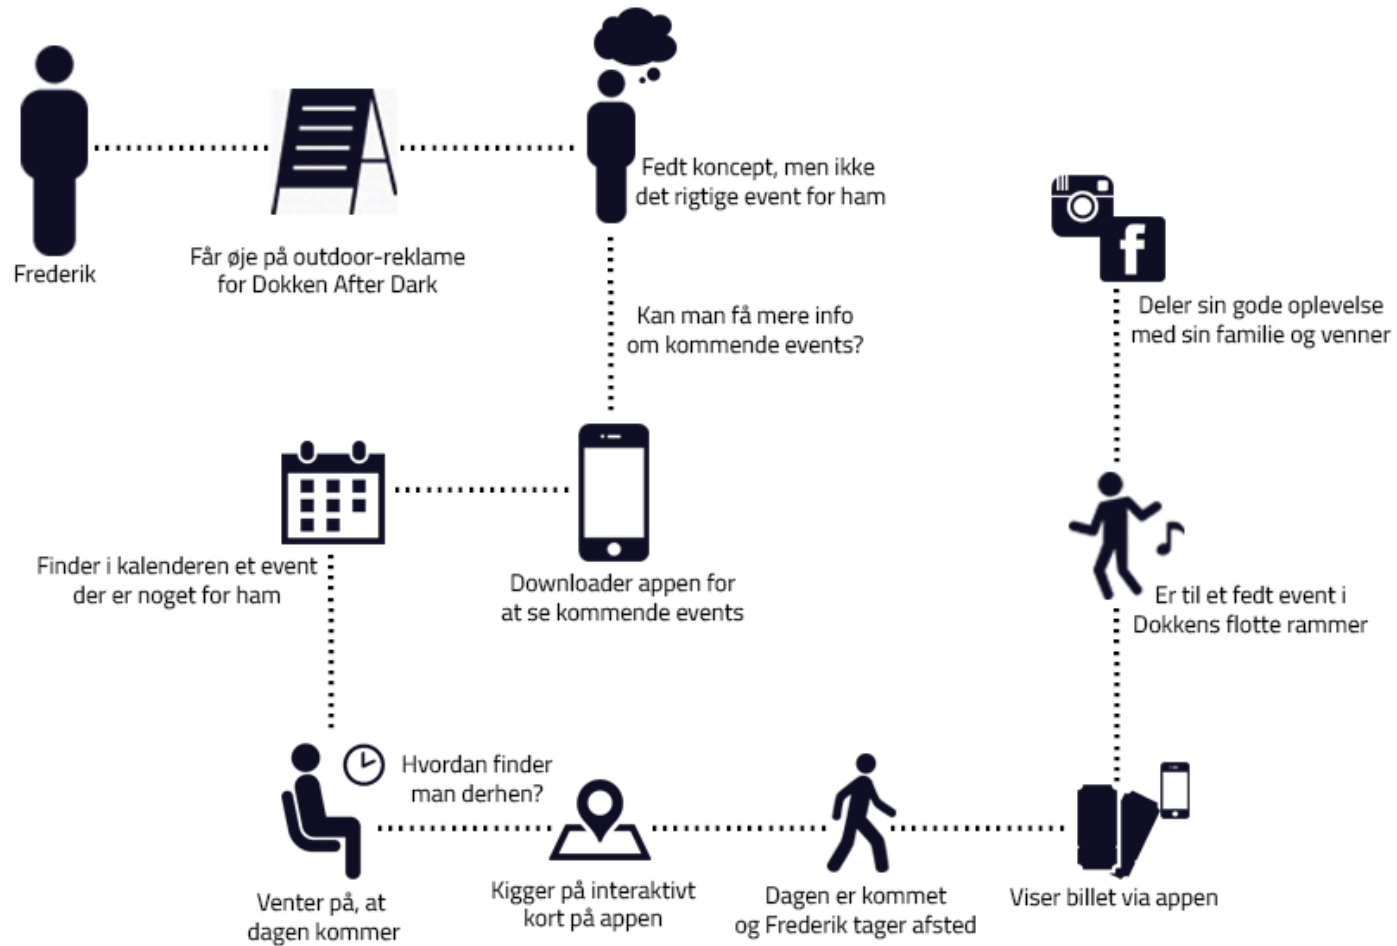 Frederik
Får øje på outdoor-reklame
for Dokken After Dark
Fedt koncept, men ikke
det rigtige event for ham
Kan man få mere info
om kommende events?
Downloader appen for
at se kommende events
Finder i kalenderen et event
der er noget for ham
Venter på, at
dagen kommer
Hvordan finder
man derhen?
Kigger på interaktivt
kort på appen
Dagen er kommet
og Frederik tager afsted
Viser billet via appen
Er til et fedt event i
Dokkens flotte rammer
Deler sin gode oplevelse
med sin familie og venner
f